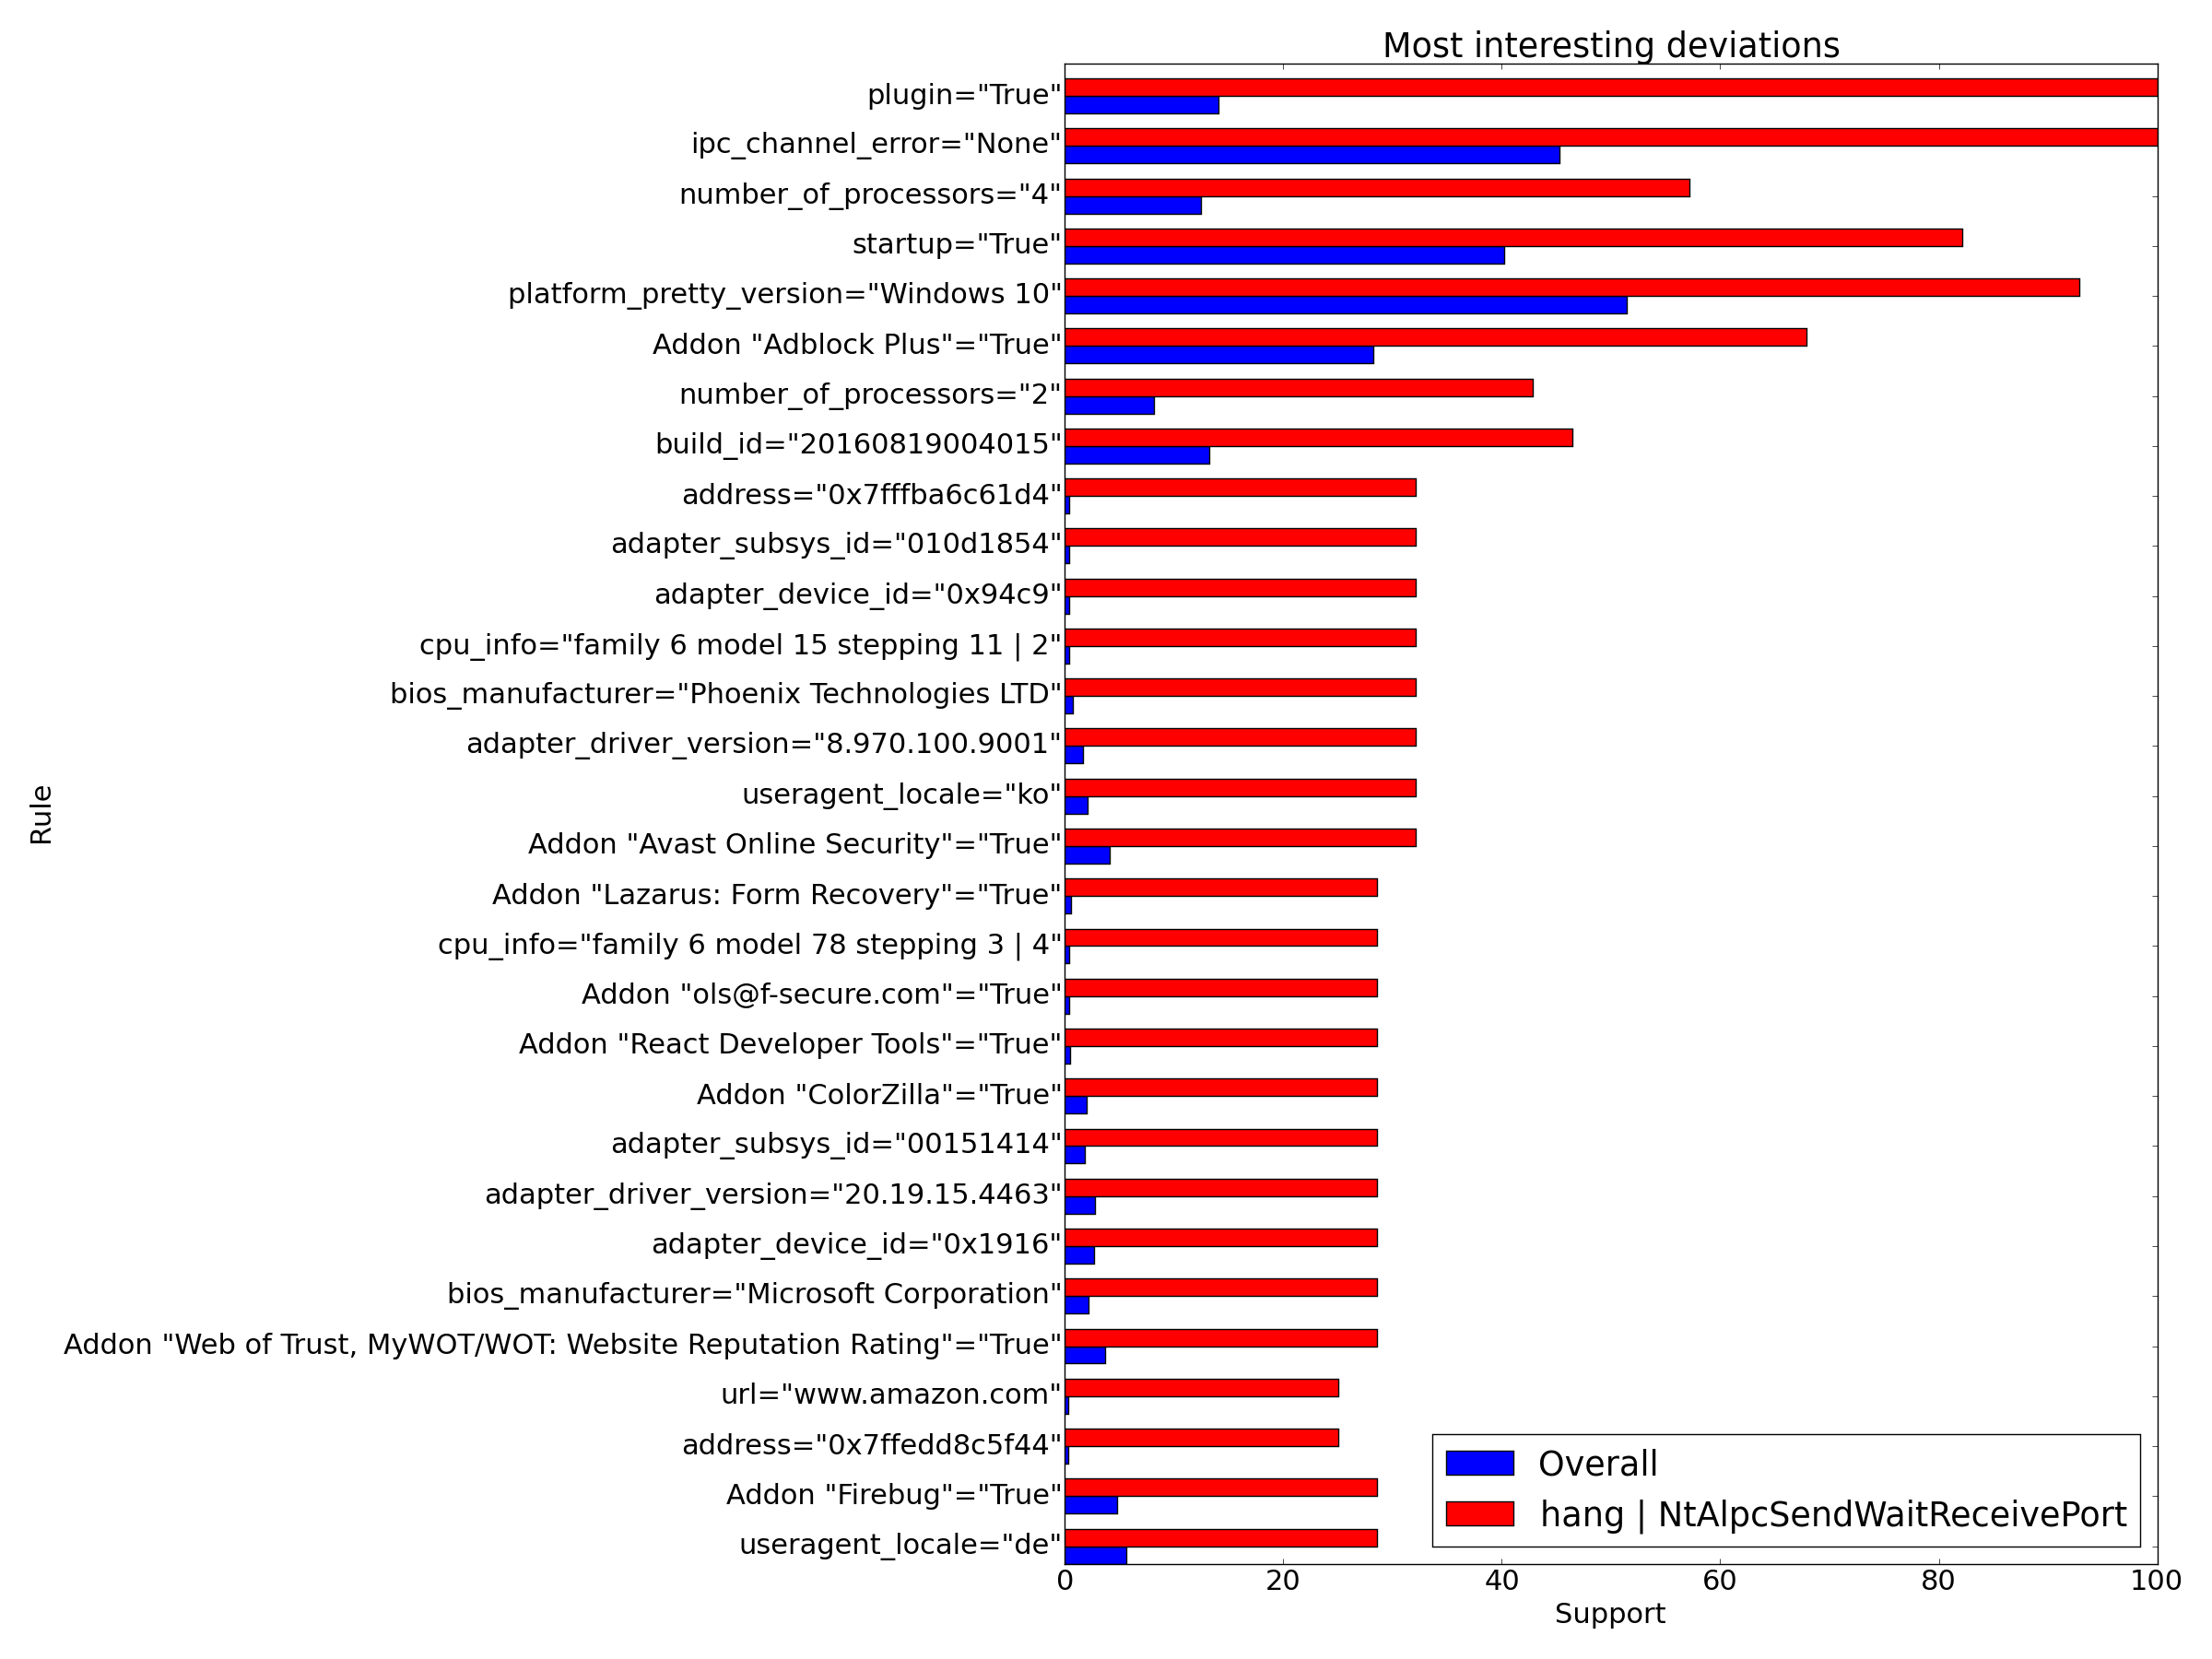 Most interesting deviations
plugin="True"
ipc_channel_error="None"
number_of_processors="4"
startup="True"
platform_pretty_version="Windows 10"
Addon "Adblock Plus"="True"
number_of_processors="2"
build_id="20160819004015"
address="0x7fffba6c61d4"
adapter_subsys_id="010d1854"
adapter_device_id="0x94c9"
cpu_info="family 6 model 15 stepping 11 | 2"
bios_manufacturer="Phoenix Technologies LTD"
adapter_driver_version="8.970.100.9001"
useragent_locale="ko"
Addon "Avast Online Security"="True"
Addon "Lazarus: Form Recovery"="True"
cpu_info="family 6 model 78 stepping 3 | 4"
Addon "ols@f-secure.com"="True"
Addon "React Developer Tools"="True"
Addon "ColorZilla"="True"
adapter_subsys_id="00151414"
adapter_driver_version="20.19.15.4463"
adapter_device_id="0x1916"
bios_manufacturer="Microsoft Corporation"
Addon "Web of Trust, MyWOT/WOT: Website Reputation Rating"="True"
url="www.amazon.com"
address="0x7ffedd8c5f44"
Addon "Firebug"="True"
useragent_locale="de"
Rule
Overall
hang | NtAlpcSendWaitReceivePort
0 20 40 60 80 100
Support